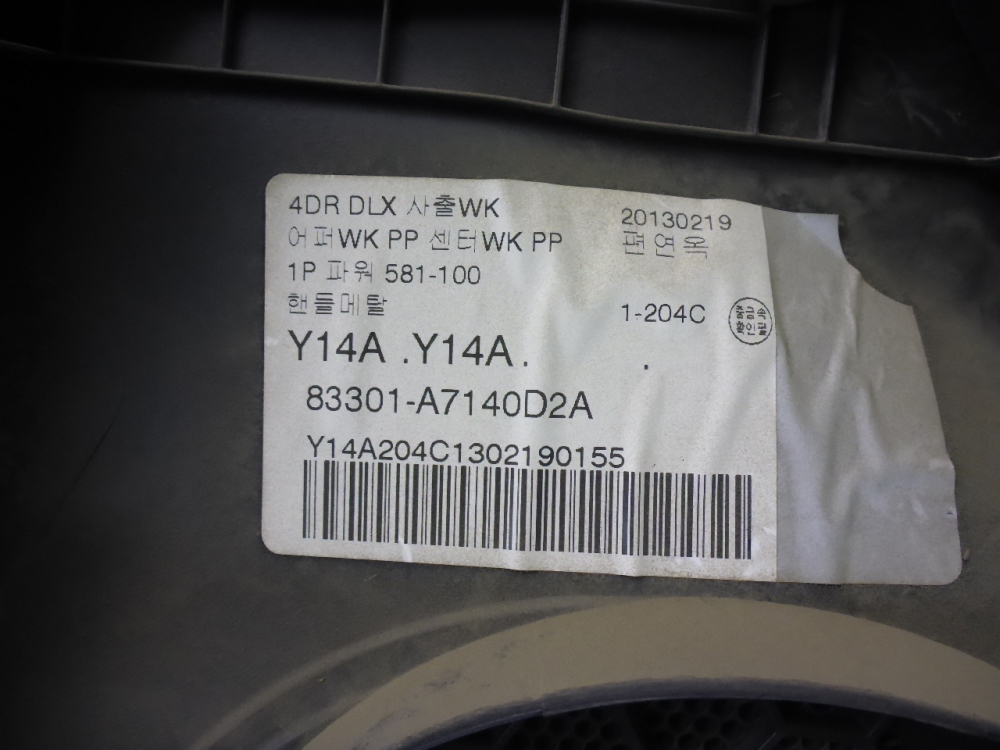 4DR DLX 사출WK
20130219
어퍼WK PP 센터WK PP
편연옥
1P 파워 581-100
핸들메탈
1-204C
Y14A .Y14A. .
83301-A7140D2A
Y14A204C1302190155